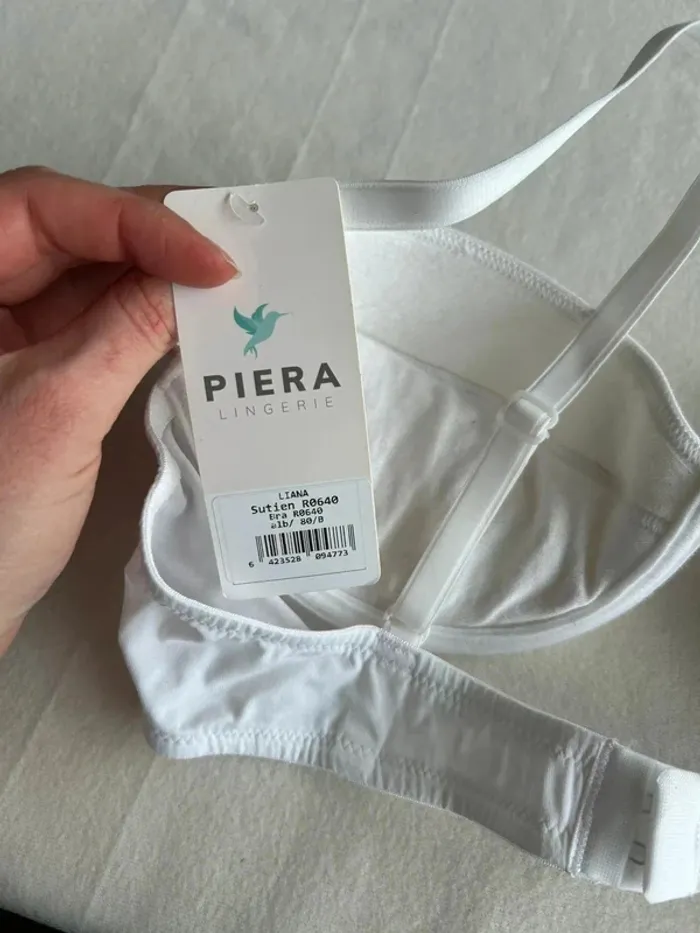 PIERA
LINGERIE
LIANA
Sutien R0640
Bra R0640
alb/ 80/B
6 423528 094773